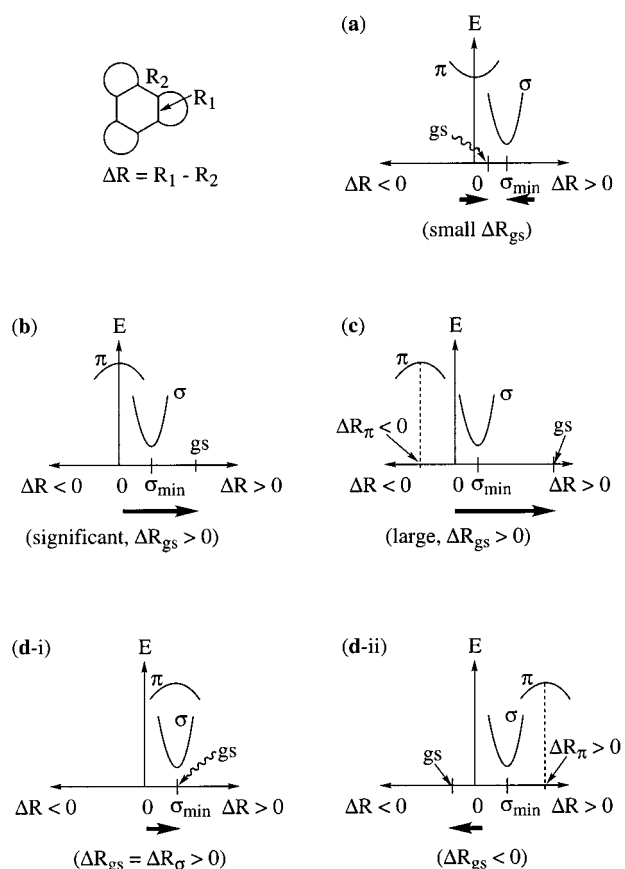 (a)
E
R₂
R₁
π
σ
gs
ΔR = R₁ - R₂
ΔR < 0
0
σmin
ΔR > 0
(small ΔRgs)
(b)
E
π
σ
gs
ΔR < 0
0
σmin
ΔR > 0
(significant, ΔRgs > 0)
(c)
E
π
σ
ΔRπ < 0
gs
ΔR < 0
0
σmin
ΔR > 0
(large, ΔRgs > 0)
(d-i)
E
π
σ
gs
ΔR < 0
0
σmin
ΔR > 0
(ΔRgs = ΔRσ > 0)
(d-ii)
E
π
σ
gs
ΔRπ > 0
ΔR < 0
0
σmin
ΔR > 0
(ΔRgs < 0)